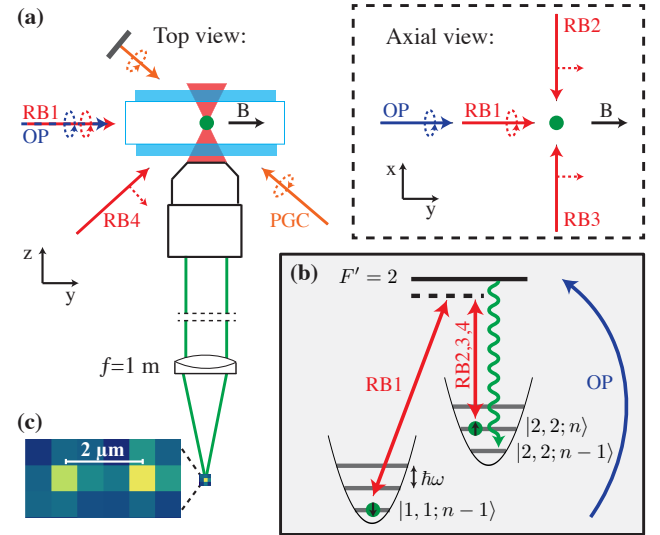 (a)
Top view:
RB1
OP
B
RB4
PGC
z
y
f=1 m
Axial view:
RB2
OP
RB1
B
x
y
RB3
(b)
F′ = 2
RB1
RB2,3,4
OP
|2, 2; n⟩
|2, 2; n − 1⟩
ħω
|1, 1; n − 1⟩
(c)
2 μm